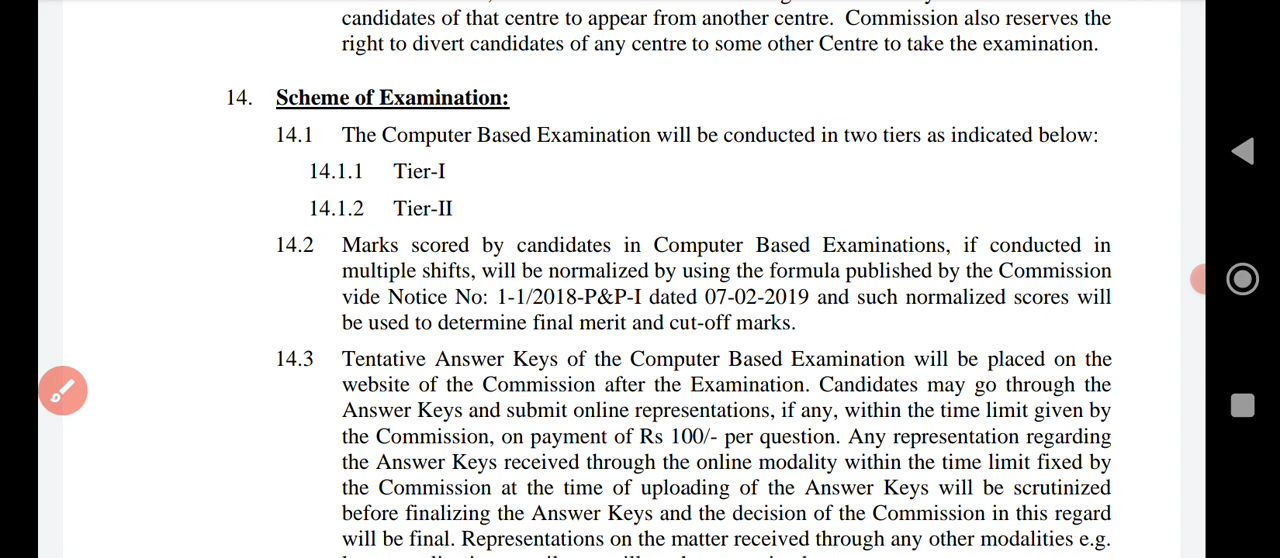 candidates of that centre to appear from another centre. Commission also reserves the
right to divert candidates of any centre to some other Centre to take the examination.
14. Scheme of Examination:
14.1 The Computer Based Examination will be conducted in two tiers as indicated below:
14.1.1 Tier-I
14.1.2 Tier-II
14.2 Marks scored by candidates in Computer Based Examinations, if conducted in
multiple shifts, will be normalized by using the formula published by the Commission
vide Notice No: 1-1/2018-P&P-I dated 07-02-2019 and such normalized scores will
be used to determine final merit and cut-off marks.
14.3 Tentative Answer Keys of the Computer Based Examination will be placed on the
website of the Commission after the Examination. Candidates may go through the
Answer Keys and submit online representations, if any, within the time limit given by
the Commission, on payment of Rs 100/- per question. Any representation regarding
the Answer Keys received through the online modality within the time limit fixed by
the Commission at the time of uploading of the Answer Keys will be scrutinized
before finalizing the Answer Keys and the decision of the Commission in this regard
will be final. Representations on the matter received through any other modalities e.g.